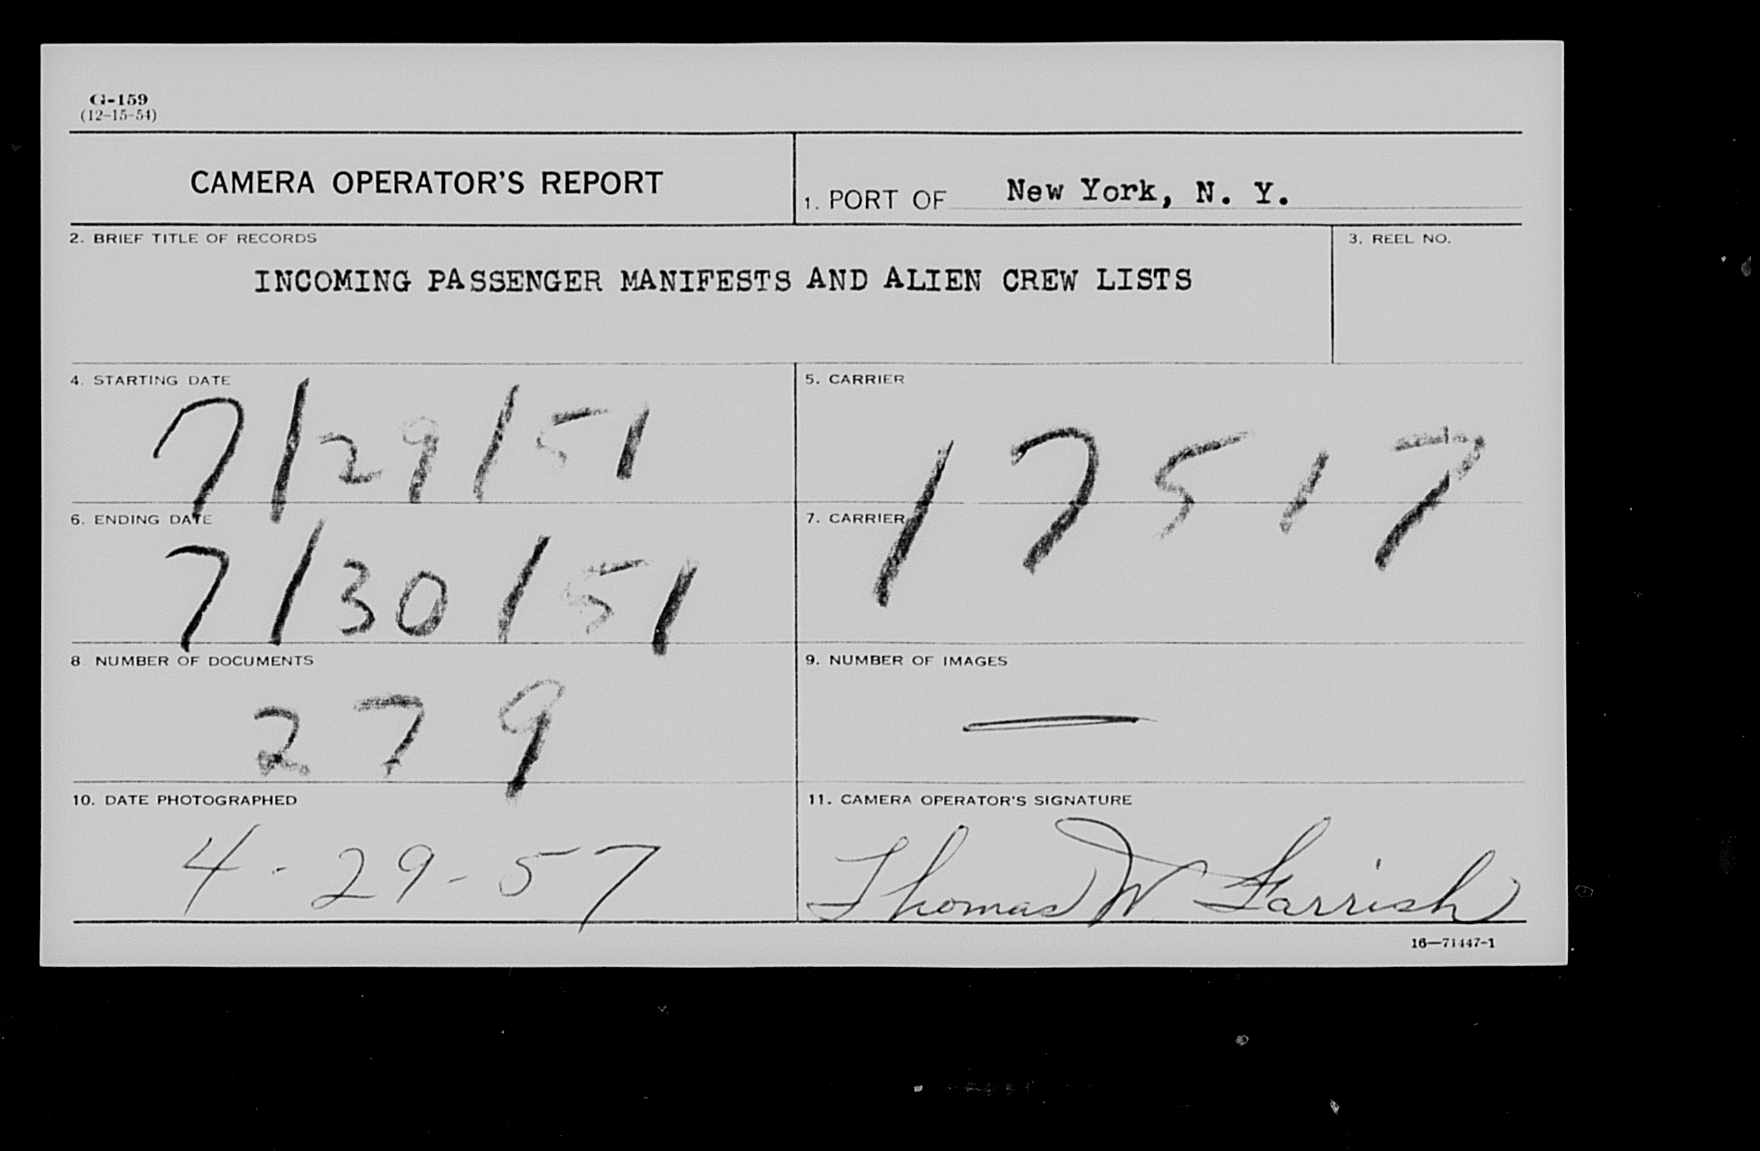 G-159
(12-15-54)
CAMERA OPERATOR'S REPORT
1. PORT OF New York, N. Y.
2. BRIEF TITLE OF RECORDS
INCOMING PASSENGER MANIFESTS AND ALIEN CREW LISTS
3. REEL NO.
4. STARTING DATE
7/29/51
5. CARRIER
17517
6. ENDING DATE
7/30/51
7. CARRIER
8 NUMBER OF DOCUMENTS
279
9. NUMBER OF IMAGES
—
10. DATE PHOTOGRAPHED
4-29-57
11. CAMERA OPERATOR'S SIGNATURE
Thomas W Farrish
16—71447-1